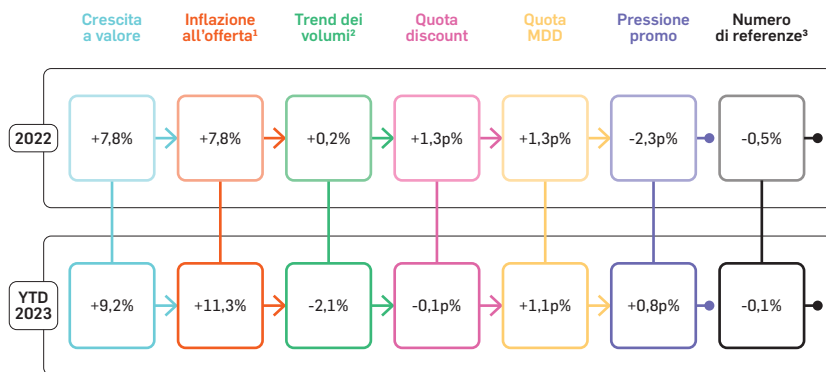 Crescita
a valore
Inflazione
all'offerta¹
Trend dei
volumi²
Quota
discount
Quota
MDD
Pressione
promo
Numero
di referenze³
2022
+7,8%
+7,8%
+0,2%
+1,3p%
+1,3p%
-2,3p%
-0,5%
YTD
2023
+9,2%
+11,3%
-2,1%
-0,1p%
+1,1p%
+0,8p%
-0,1%